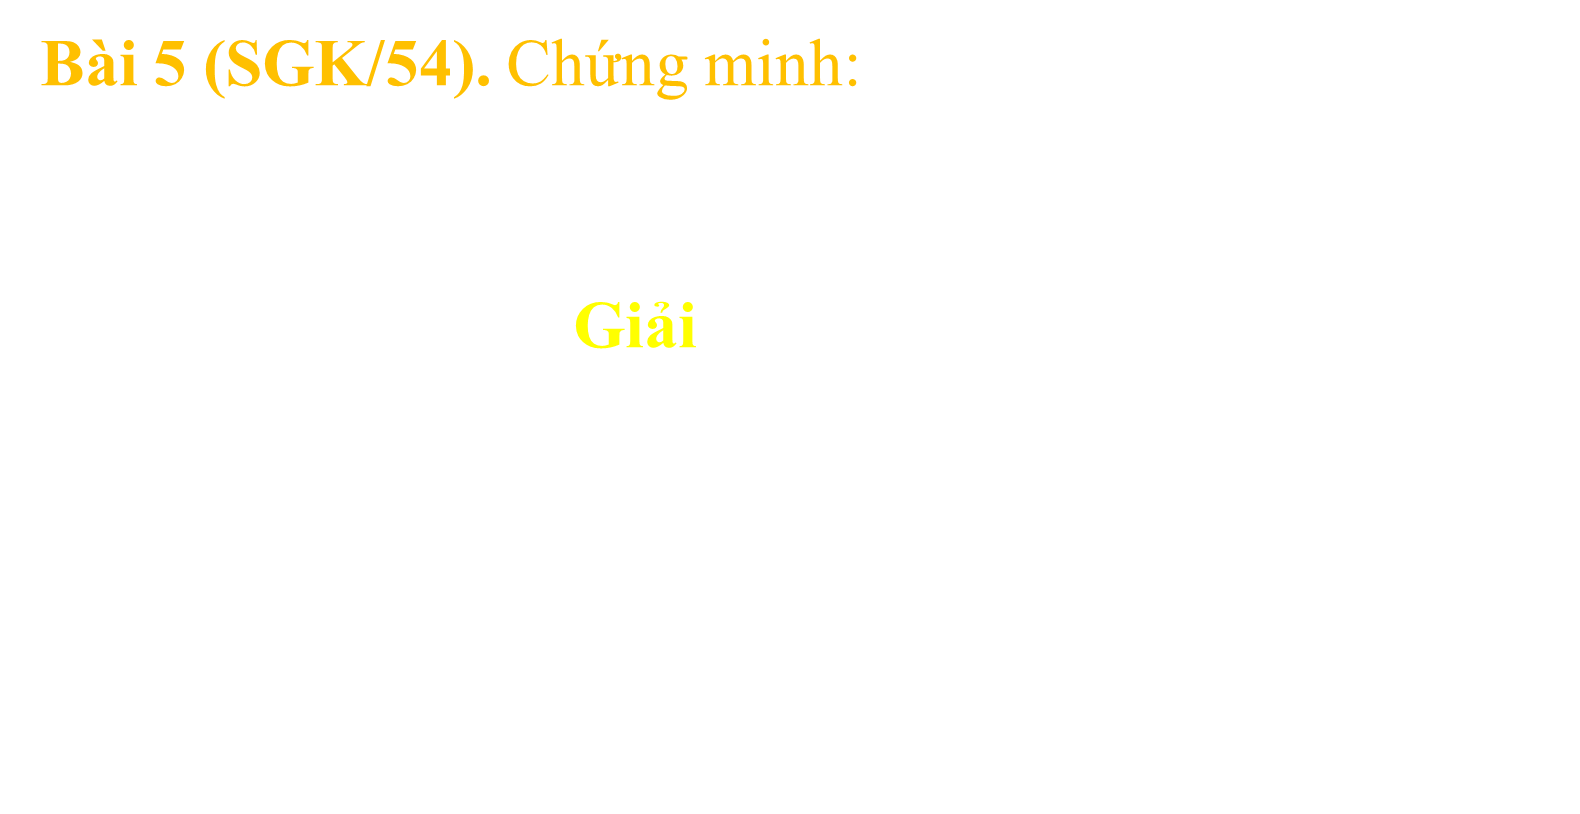 Bài 5 (SGK/54). Chứng minh:
Giải